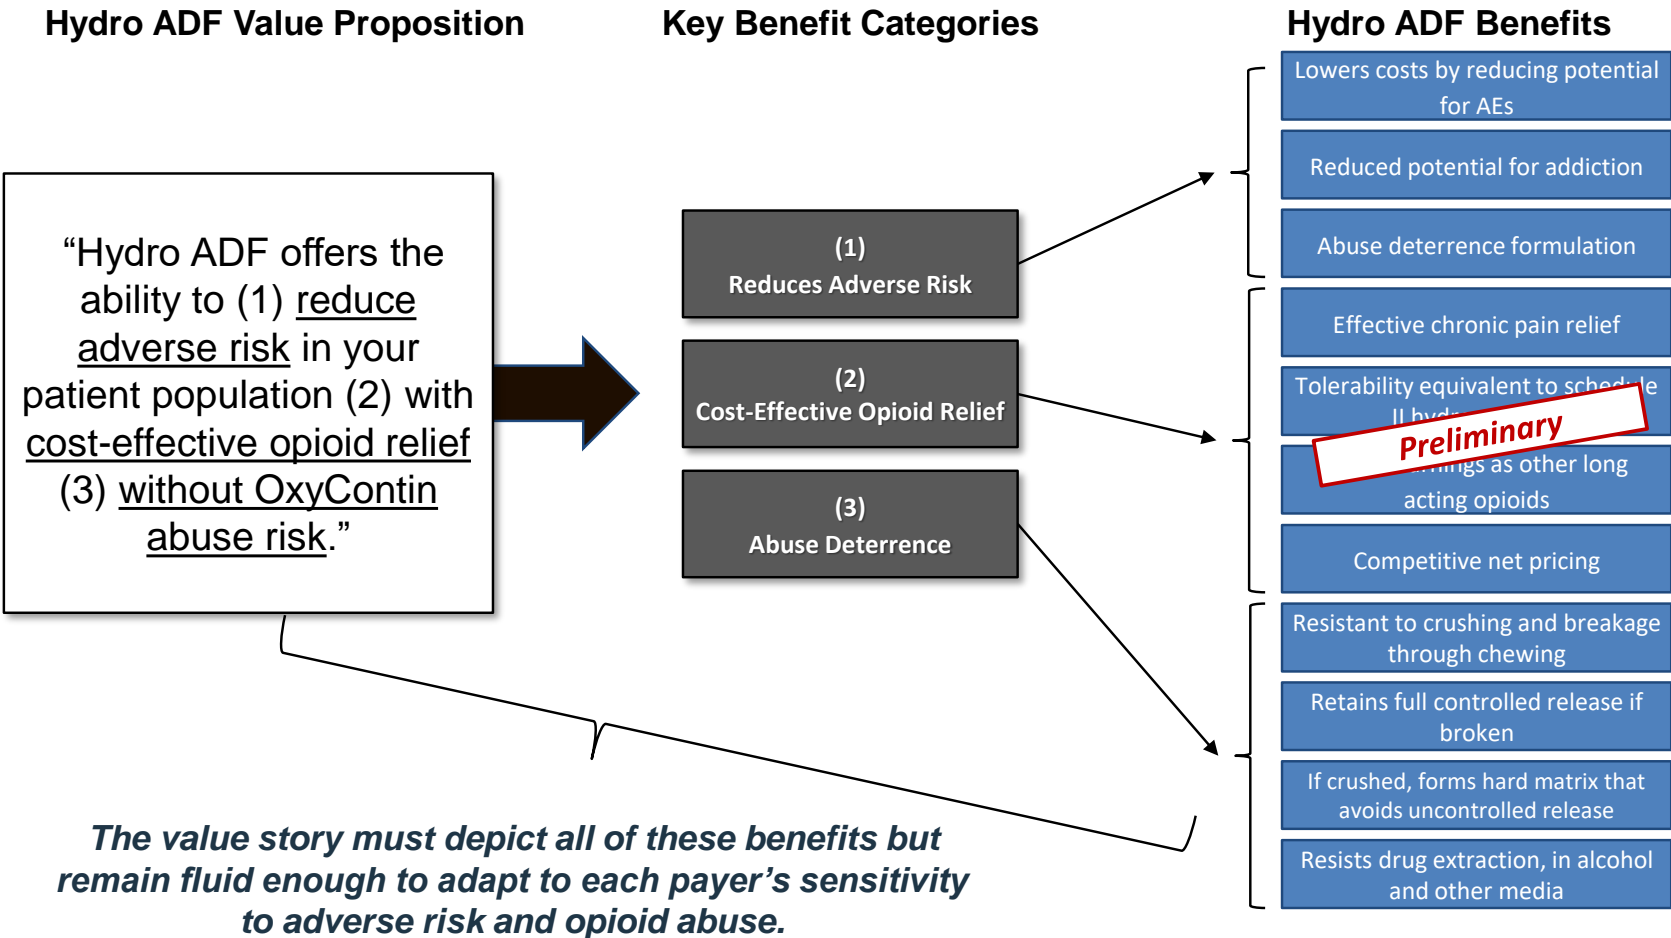 Hydro ADF Value Proposition
Key Benefit Categories
Hydro ADF Benefits
“Hydro ADF offers the
ability to (1) reduce
adverse risk in your
patient population (2) with
cost-effective opioid relief
(3) without OxyContin
abuse risk.”
(1)
Reduces Adverse Risk
(2)
Cost-Effective Opioid Relief
(3)
Abuse Deterrence
Lowers costs by reducing potential
for AEs
Reduced potential for addiction
Abuse deterrence formulation
Effective chronic pain relief
Tolerability equivalent to schedule
II
Preliminary
as other long
acting opioids
Competitive net pricing
Resistant to crushing and breakage
through chewing
Retains full controlled release if
broken
If crushed, forms hard matrix that
avoids uncontrolled release
Resists drug extraction, in alcohol
and other media
The value story must depict all of these benefits but
remain fluid enough to adapt to each payer’s sensitivity
to adverse risk and opioid abuse.